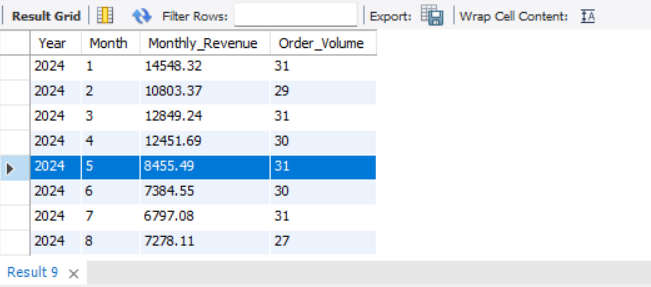 Result Grid Filter Rows: Export: Wrap Cell Content: IA
Year Month Monthly_Revenue Order_Volume
2024 1 14548.32 31
2024 2 10803.37 29
2024 3 12849.24 31
2024 4 12451.69 30
2024 5 8455.49 31
2024 6 7384.55 30
2024 7 6797.08 31
2024 8 7278.11 27
Result 9 ×